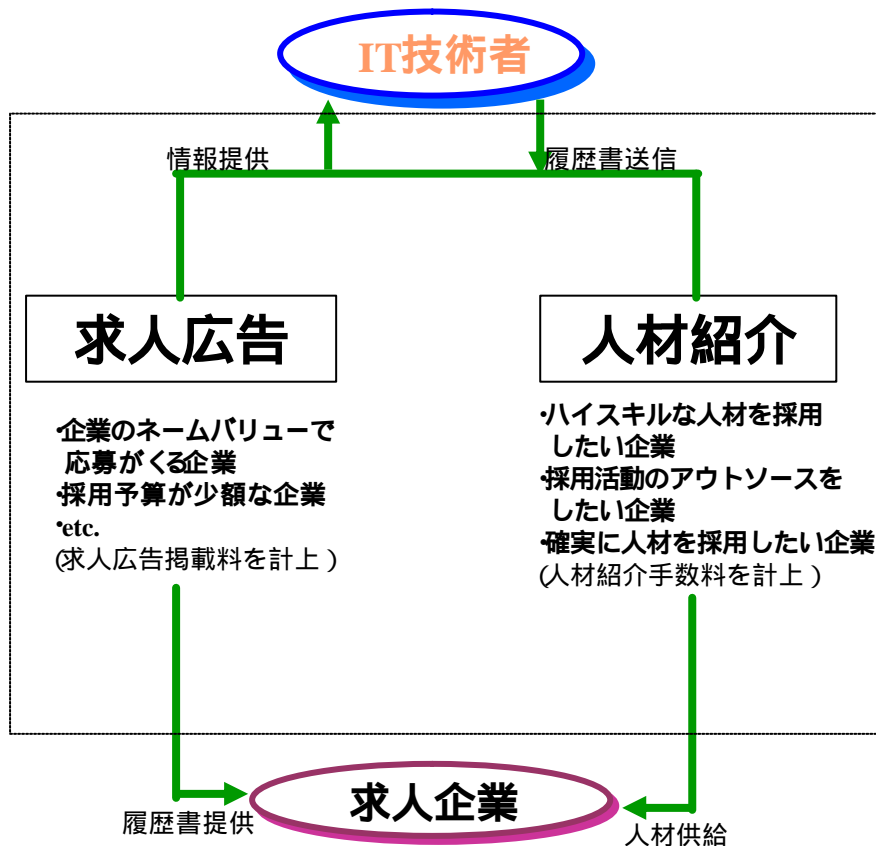 IT技術者
情報提供
履歴書送信
求人広告
人材紹介
・企業のネームバリューで
応募がくる企業
・採用予算が少額な企業
・etc.
(求人広告掲載料を計上)
・ハイスキルな人材を採用
したい企業
・採用活動のアウトソースを
したい企業
・確実に人材を採用したい企業
(人材紹介手数料を計上)
求人企業
履歴書提供
人材供給